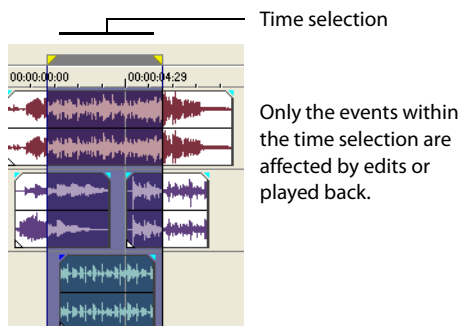 Time selection
00:00:00:00
00:00:04:29
Only the events within
the time selection are
affected by edits or
played back.